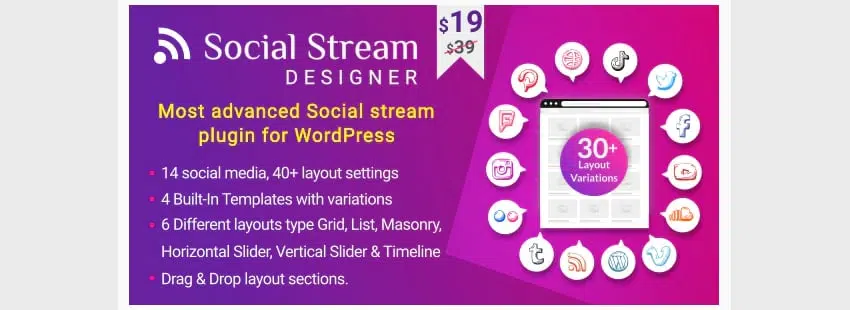 Social Stream
DESIGNER
$19
$39
Most advanced Social stream
plugin for WordPress
• 14 social media, 40+ layout settings
• 4 Built-In Templates with variations
• 6 Different layouts type Grid, List, Masonry,
Horizontal Slider, Vertical Slider & Timeline
• Drag & Drop layout sections.
30+
Layout
Variations